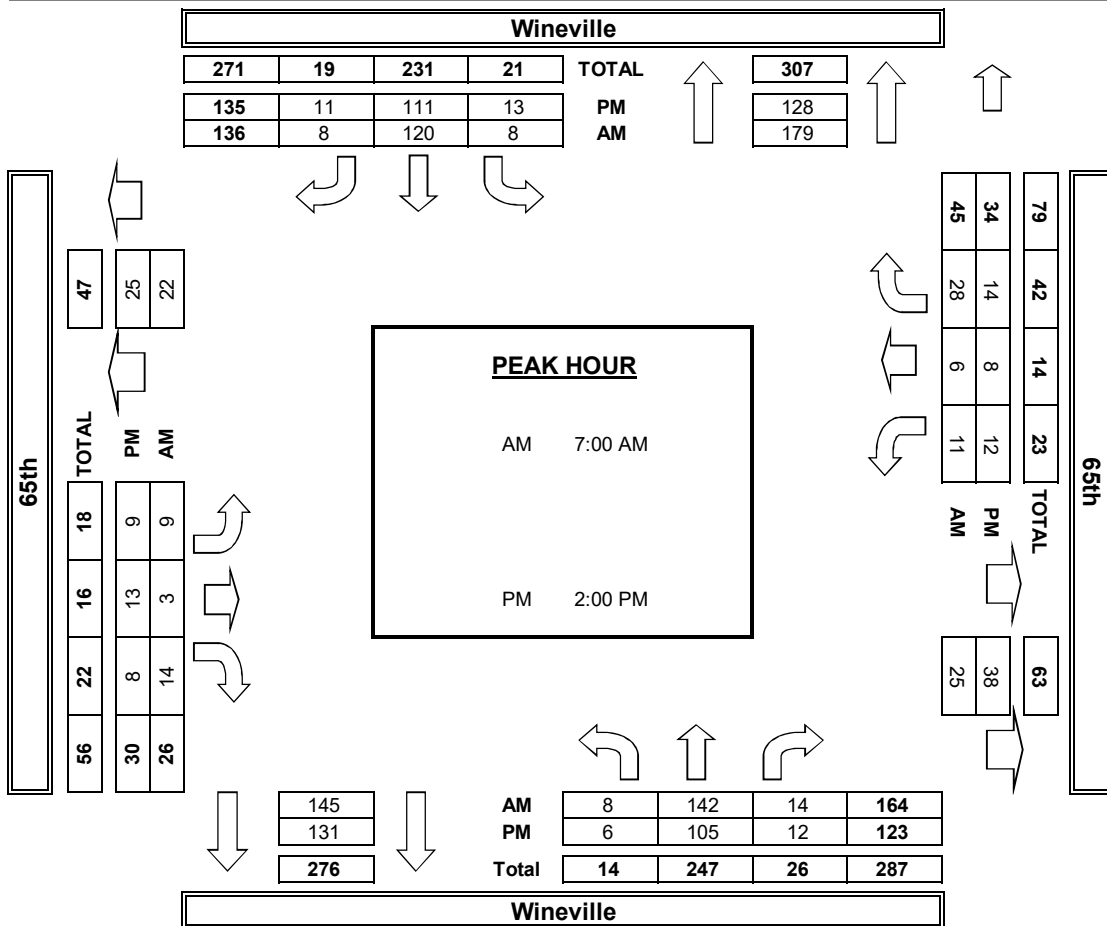 Wineville
271 19 231 21 TOTAL 307
135 11 111 13 PM 128
136 8 120 8 AM 179
65th
47
25
22
TOTAL
PM
AM
18 16 22 56
9 13 8 30
9 3 14 26
PEAK HOUR
AM 7:00 AM
PM 2:00 PM
79 42 14 23 TOTAL
34 14 8 12 PM
45 28 6 11 AM
63
38
25
65th
145 AM 8 142 14 164
131 PM 6 105 12 123
276 Total 14 247 26 287
Wineville